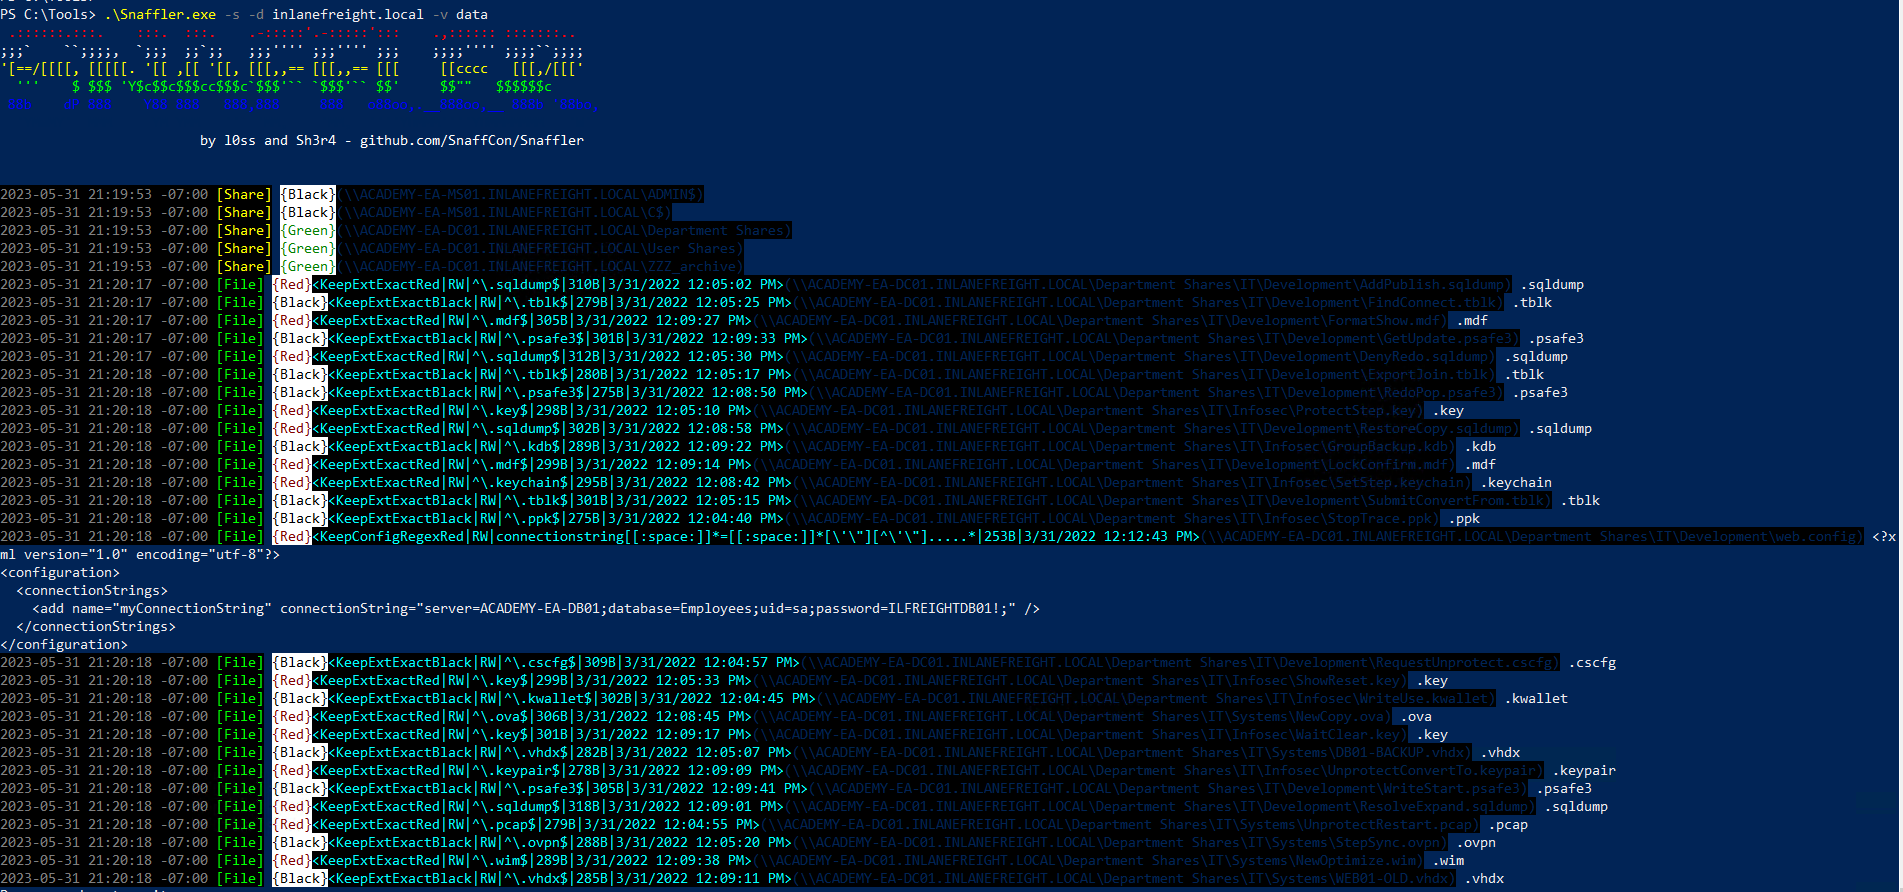 PS C:\Tools> .\Snaffler.exe -s -d inlanefreight.local -v data
by l0ss and Sh3r4 - github.com/SnaffCon/Snaffler
2023-05-31 21:19:53 -07:00 [Share] {Black}(\\ACADEMY-EA-MS01.INLANEFREIGHT.LOCAL\ADMIN$)
2023-05-31 21:19:53 -07:00 [Share] {Black}(\\ACADEMY-EA-MS01.INLANEFREIGHT.LOCAL\C$)
2023-05-31 21:19:53 -07:00 [Share] {Green}(\\ACADEMY-EA-DC01.INLANEFREIGHT.LOCAL\Department Shares)
2023-05-31 21:19:53 -07:00 [Share] {Green}(\\ACADEMY-EA-DC01.INLANEFREIGHT.LOCAL\User Shares)
2023-05-31 21:19:53 -07:00 [Share] {Green}(\\ACADEMY-EA-DC01.INLANEFREIGHT.LOCAL\ZZZ_archive)
2023-05-31 21:20:17 -07:00 [File] {Red}<KeepExtExactRed|RW|^\.sqldump$|310B|3/31/2022 12:05:02 PM>(\\ACADEMY-EA-DC01.INLANEFREIGHT.LOCAL\Department Shares\IT\Development\AddPublish.sqldump) .sqldump
2023-05-31 21:20:17 -07:00 [File] {Black}<KeepExtExactBlack|RW|^\.tblk$|279B|3/31/2022 12:05:25 PM>(\\ACADEMY-EA-DC01.INLANEFREIGHT.LOCAL\Department Shares\IT\Development\FindConnect.tblk) .tblk
2023-05-31 21:20:17 -07:00 [File] {Red}<KeepExtExactRed|RW|^\.mdf$|305B|3/31/2022 12:09:27 PM>(\\ACADEMY-EA-DC01.INLANEFREIGHT.LOCAL\Department Shares\IT\Development\FormatShow.mdf) .mdf
2023-05-31 21:20:17 -07:00 [File] {Black}<KeepExtExactBlack|RW|^\.psafe3$|301B|3/31/2022 12:09:33 PM>(\\ACADEMY-EA-DC01.INLANEFREIGHT.LOCAL\Department Shares\IT\Development\GetUpdate.psafe3) .psafe3
2023-05-31 21:20:17 -07:00 [File] {Red}<KeepExtExactRed|RW|^\.sqldump$|312B|3/31/2022 12:05:30 PM>(\\ACADEMY-EA-DC01.INLANEFREIGHT.LOCAL\Department Shares\IT\Development\DenyRedo.sqldump) .sqldump
2023-05-31 21:20:18 -07:00 [File] {Black}<KeepExtExactBlack|RW|^\.tblk$|280B|3/31/2022 12:05:17 PM>(\\ACADEMY-EA-DC01.INLANEFREIGHT.LOCAL\Department Shares\IT\Development\ExportJoin.tblk) .tblk
2023-05-31 21:20:18 -07:00 [File] {Black}<KeepExtExactBlack|RW|^\.psafe3$|275B|3/31/2022 12:08:50 PM>(\\ACADEMY-EA-DC01.INLANEFREIGHT.LOCAL\Department Shares\IT\Development\RedoPop.psafe3) .psafe3
2023-05-31 21:20:18 -07:00 [File] {Red}<KeepExtExactRed|RW|^\.key$|298B|3/31/2022 12:05:10 PM>(\\ACADEMY-EA-DC01.INLANEFREIGHT.LOCAL\Department Shares\IT\Infosec\ProtectStep.key) .key
2023-05-31 21:20:18 -07:00 [File] {Red}<KeepExtExactRed|RW|^\.sqldump$|302B|3/31/2022 12:08:58 PM>(\\ACADEMY-EA-DC01.INLANEFREIGHT.LOCAL\Department Shares\IT\Development\RestoreCopy.sqldump) .sqldump
2023-05-31 21:20:18 -07:00 [File] {Black}<KeepExtExactBlack|RW|^\.kdb$|289B|3/31/2022 12:09:22 PM>(\\ACADEMY-EA-DC01.INLANEFREIGHT.LOCAL\Department Shares\IT\Infosec\GroupBackup.kdb) .kdb
2023-05-31 21:20:18 -07:00 [File] {Red}<KeepExtExactRed|RW|^\.mdf$|299B|3/31/2022 12:09:14 PM>(\\ACADEMY-EA-DC01.INLANEFREIGHT.LOCAL\Department Shares\IT\Development\LockConfirm.mdf) .mdf
2023-05-31 21:20:18 -07:00 [File] {Red}<KeepExtExactRed|RW|^\.keychain$|295B|3/31/2022 12:08:42 PM>(\\ACADEMY-EA-DC01.INLANEFREIGHT.LOCAL\Department Shares\IT\Infosec\SetStep.keychain) .keychain
2023-05-31 21:20:18 -07:00 [File] {Black}<KeepExtExactBlack|RW|^\.tblk$|301B|3/31/2022 12:05:15 PM>(\\ACADEMY-EA-DC01.INLANEFREIGHT.LOCAL\Department Shares\IT\Development\SubmitConvertFrom.tblk) .tblk
2023-05-31 21:20:18 -07:00 [File] {Black}<KeepExtExactBlack|RW|^\.ppk$|275B|3/31/2022 12:04:40 PM>(\\ACADEMY-EA-DC01.INLANEFREIGHT.LOCAL\Department Shares\IT\Infosec\StopTrace.ppk) .ppk
2023-05-31 21:20:18 -07:00 [File] {Red}<KeepConfigRegexRed|RW|connectionstring[[:space:]]*=[[:space:]]*[\'\"][^\'\"].....*|253B|3/31/2022 12:12:43 PM>(\\ACADEMY-EA-DC01.INLANEFREIGHT.LOCAL\Department Shares\IT\Development\web.config) <?x
ml version="1.0" encoding="utf-8"?>
<configuration>
<connectionStrings>
<add name="myConnectionString" connectionString="server=ACADEMY-EA-DB01;database=Employees;uid=sa;password=ILFREIGHTDB01!;" />
</connectionStrings>
</configuration>
2023-05-31 21:20:18 -07:00 [File] {Black}<KeepExtExactBlack|RW|^\.cscfg$|309B|3/31/2022 12:04:57 PM>(\\ACADEMY-EA-DC01.INLANEFREIGHT.LOCAL\Department Shares\IT\Development\RequestUnprotect.cscfg) .cscfg
2023-05-31 21:20:18 -07:00 [File] {Red}<KeepExtExactRed|RW|^\.key$|299B|3/31/2022 12:05:33 PM>(\\ACADEMY-EA-DC01.INLANEFREIGHT.LOCAL\Department Shares\IT\Infosec\ShowReset.key) .key
2023-05-31 21:20:18 -07:00 [File] {Black}<KeepExtExactBlack|RW|^\.kwallet$|302B|3/31/2022 12:04:45 PM>(\\ACADEMY-EA-DC01.INLANEFREIGHT.LOCAL\Department Shares\IT\Infosec\WriteUse.kwallet) .kwallet
2023-05-31 21:20:18 -07:00 [File] {Red}<KeepExtExactRed|RW|^\.ova$|306B|3/31/2022 12:08:45 PM>(\\ACADEMY-EA-DC01.INLANEFREIGHT.LOCAL\Department Shares\IT\Systems\NewCopy.ova) .ova
2023-05-31 21:20:18 -07:00 [File] {Red}<KeepExtExactRed|RW|^\.key$|301B|3/31/2022 12:09:17 PM>(\\ACADEMY-EA-DC01.INLANEFREIGHT.LOCAL\Department Shares\IT\Infosec\WaitClear.key) .key
2023-05-31 21:20:18 -07:00 [File] {Black}<KeepExtExactBlack|RW|^\.vhdx$|282B|3/31/2022 12:05:07 PM>(\\ACADEMY-EA-DC01.INLANEFREIGHT.LOCAL\Department Shares\IT\Systems\DB01-BACKUP.vhdx) .vhdx
2023-05-31 21:20:18 -07:00 [File] {Red}<KeepExtExactRed|RW|^\.keypair$|278B|3/31/2022 12:09:09 PM>(\\ACADEMY-EA-DC01.INLANEFREIGHT.LOCAL\Department Shares\IT\Infosec\UnprotectConvertTo.keypair) .keypair
2023-05-31 21:20:18 -07:00 [File] {Black}<KeepExtExactBlack|RW|^\.psafe3$|305B|3/31/2022 12:09:41 PM>(\\ACADEMY-EA-DC01.INLANEFREIGHT.LOCAL\Department Shares\IT\Development\WriteStart.psafe3) .psafe3
2023-05-31 21:20:18 -07:00 [File] {Red}<KeepExtExactRed|RW|^\.sqldump$|318B|3/31/2022 12:09:01 PM>(\\ACADEMY-EA-DC01.INLANEFREIGHT.LOCAL\Department Shares\IT\Development\ResolveExpand.sqldump) .sqldump
2023-05-31 21:20:18 -07:00 [File] {Red}<KeepExtExactRed|RW|^\.pcap$|279B|3/31/2022 12:04:55 PM>(\\ACADEMY-EA-DC01.INLANEFREIGHT.LOCAL\Department Shares\IT\Systems\UnprotectRestart.pcap) .pcap
2023-05-31 21:20:18 -07:00 [File] {Black}<KeepExtExactBlack|RW|^\.ovpn$|288B|3/31/2022 12:05:20 PM>(\\ACADEMY-EA-DC01.INLANEFREIGHT.LOCAL\Department Shares\IT\Systems\StepSync.ovpn) .ovpn
2023-05-31 21:20:18 -07:00 [File] {Red}<KeepExtExactRed|RW|^\.wim$|289B|3/31/2022 12:09:38 PM>(\\ACADEMY-EA-DC01.INLANEFREIGHT.LOCAL\Department Shares\IT\Systems\NewOptimize.wim) .wim
2023-05-31 21:20:18 -07:00 [File] {Black}<KeepExtExactBlack|RW|^\.vhdx$|285B|3/31/2022 12:09:11 PM>(\\ACADEMY-EA-DC01.INLANEFREIGHT.LOCAL\Department Shares\IT\Systems\WEB01-OLD.vhdx) .vhdx